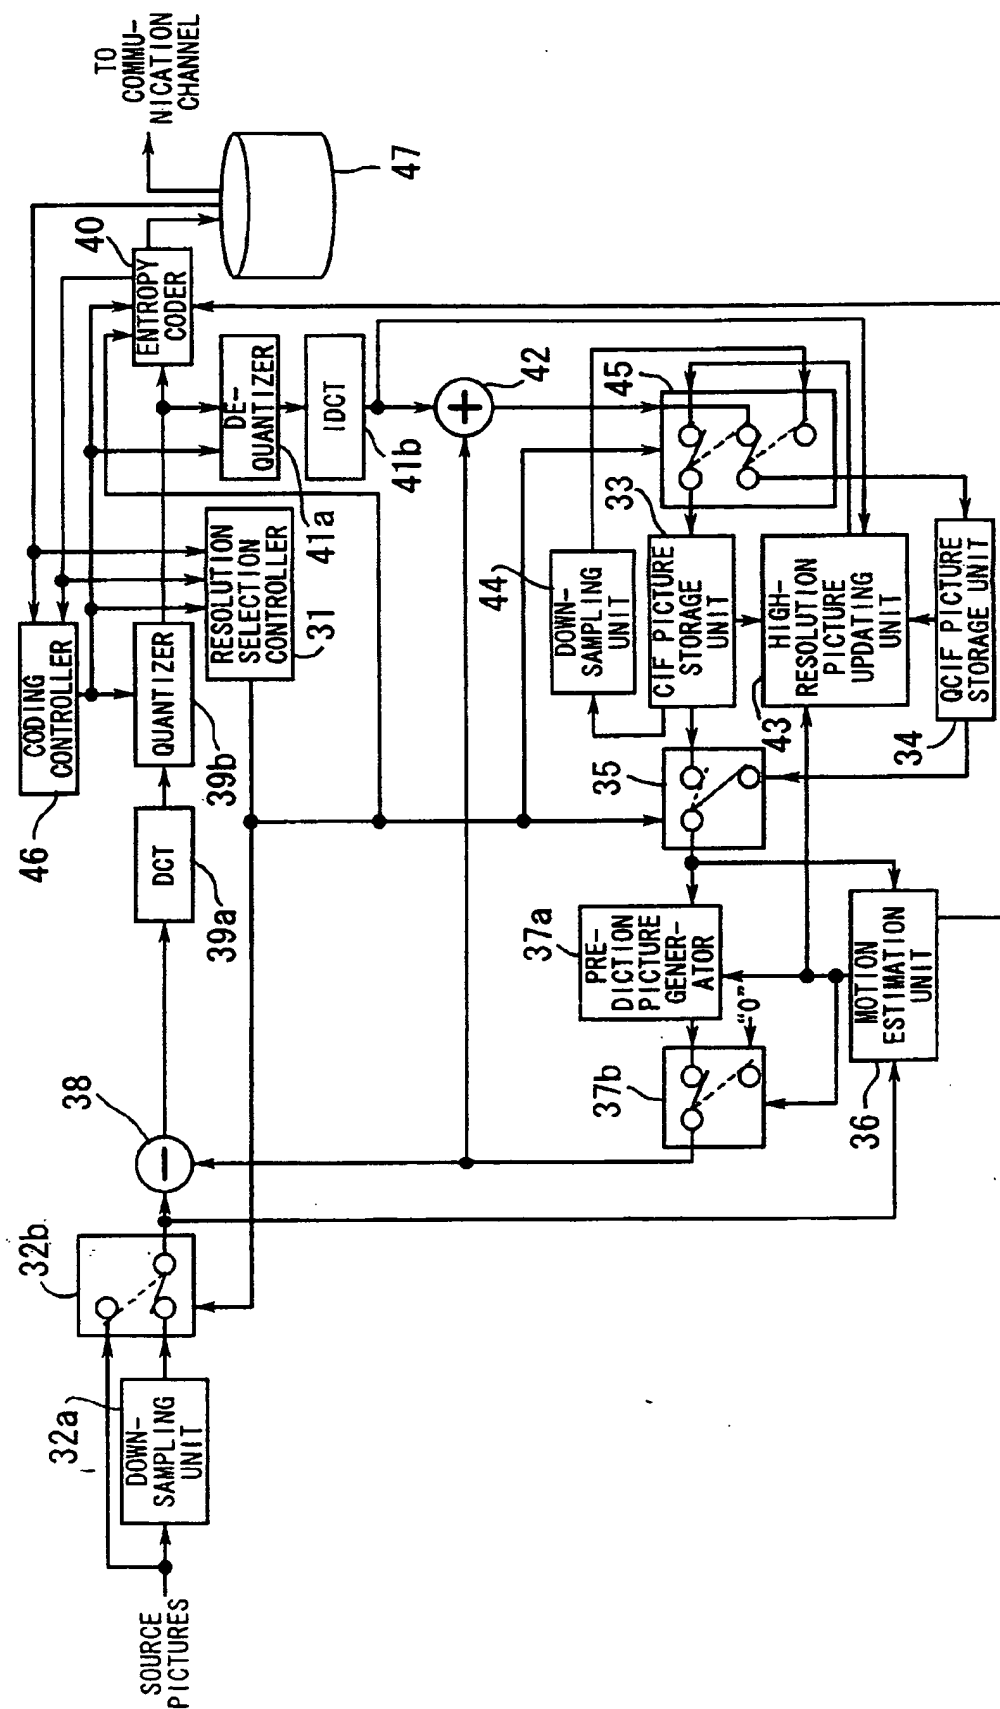 SOURCE
PICTURES
32a
DOWN-
SAMPLING
UNIT
32b
38
39a
DCT
46
CODING
CONTROLLER
QUANTIZER
39b
RESOLUTION
SELECTION
CONTROLLER
31
40
ENTROPY
CODER
DE-
QUANTIZER
41a
IDCT
41b
47
TO
COMMU-
NICATION
CHANNEL
42
37a
PRE-
DICTION
PICTURE
GENER-
ATOR
37b
"0"
36
MOTION
ESTIMATION
UNIT
35
44
DOWN-
SAMPLING
UNIT
33
CIF PICTURE
STORAGE
UNIT
45
43
HIGH-
RESOLUTION
PICTURE
UPDATING
UNIT
34
QCIF PICTURE
STORAGE UNIT